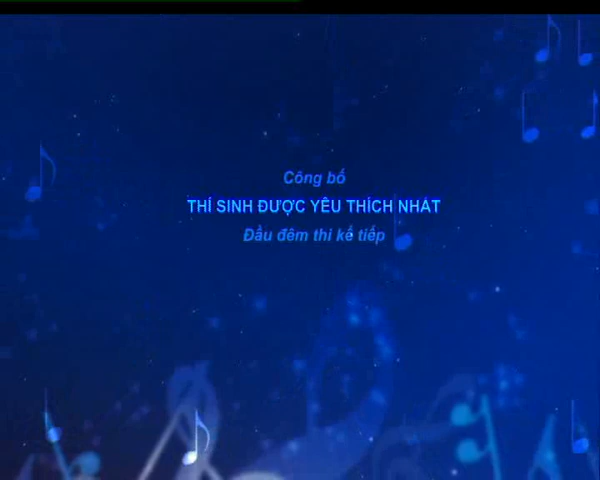 Công bố
THÍ SINH ĐƯỢC YÊU THÍCH NHẤT
Đầu đêm thi kế tiếp